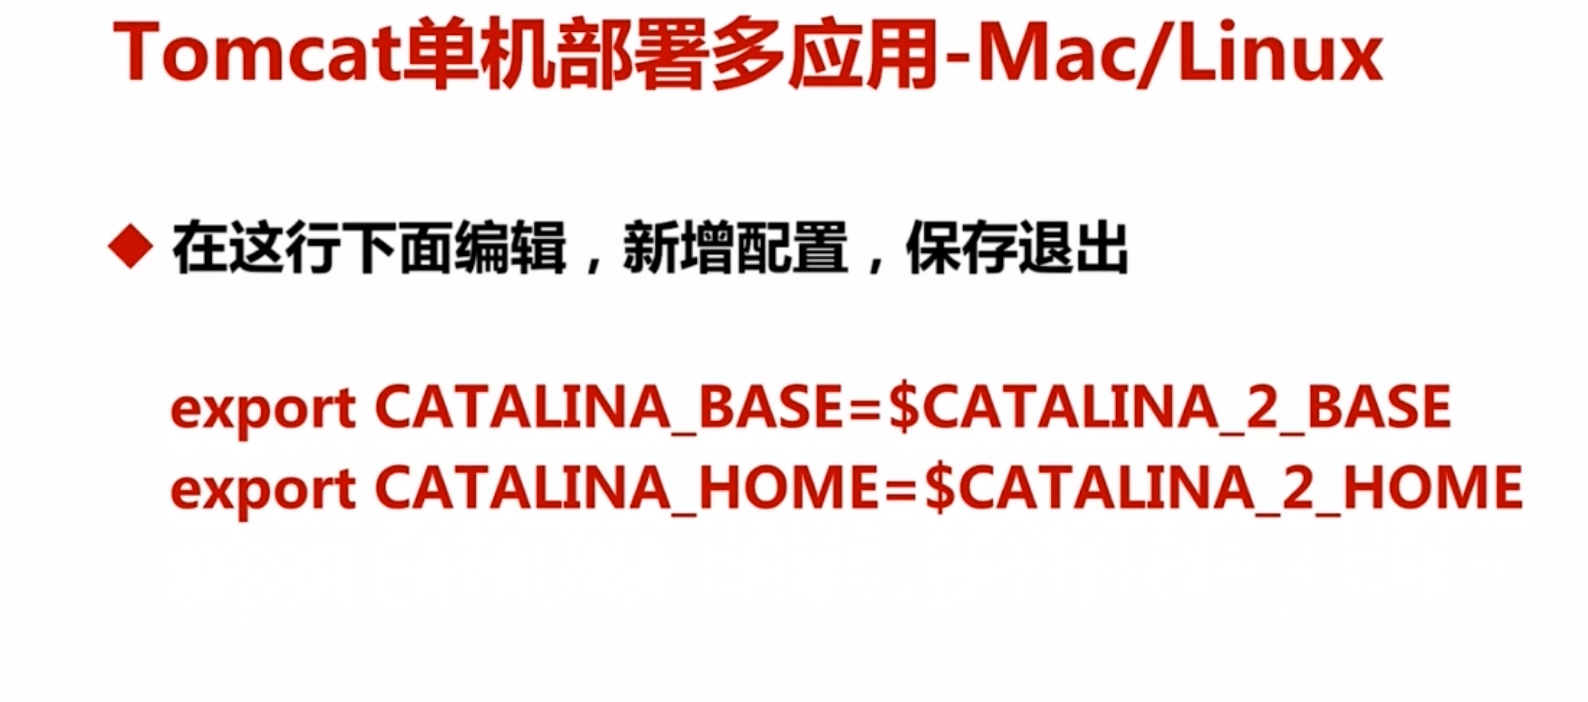 Tomcat单机部署多应用-Mac/Linux
在这行下面编辑，新增配置，保存退出
export CATALINA_BASE=$CATALINA_2_BASE
export CATALINA_HOME=$CATALINA_2_HOME